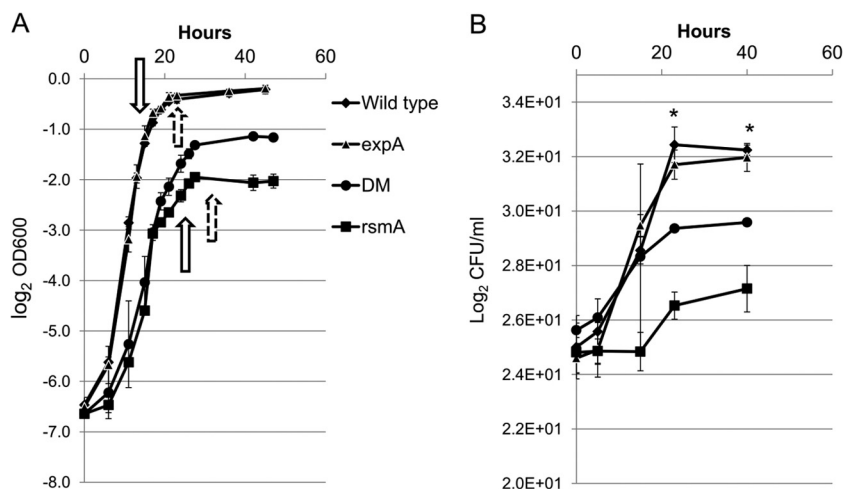 A
Hours
0 20 40 60
0.0
-1.0
-2.0
-3.0
-4.0
-5.0
-6.0
-7.0
-8.0
log2 OD600
Wild type
expA
DM
rsmA
B
Hours
0 20 40 60
3.4E+01
3.2E+01
3.0E+01
2.8E+01
2.6E+01
2.4E+01
2.2E+01
2.0E+01
Log2 CFU/ml
* *